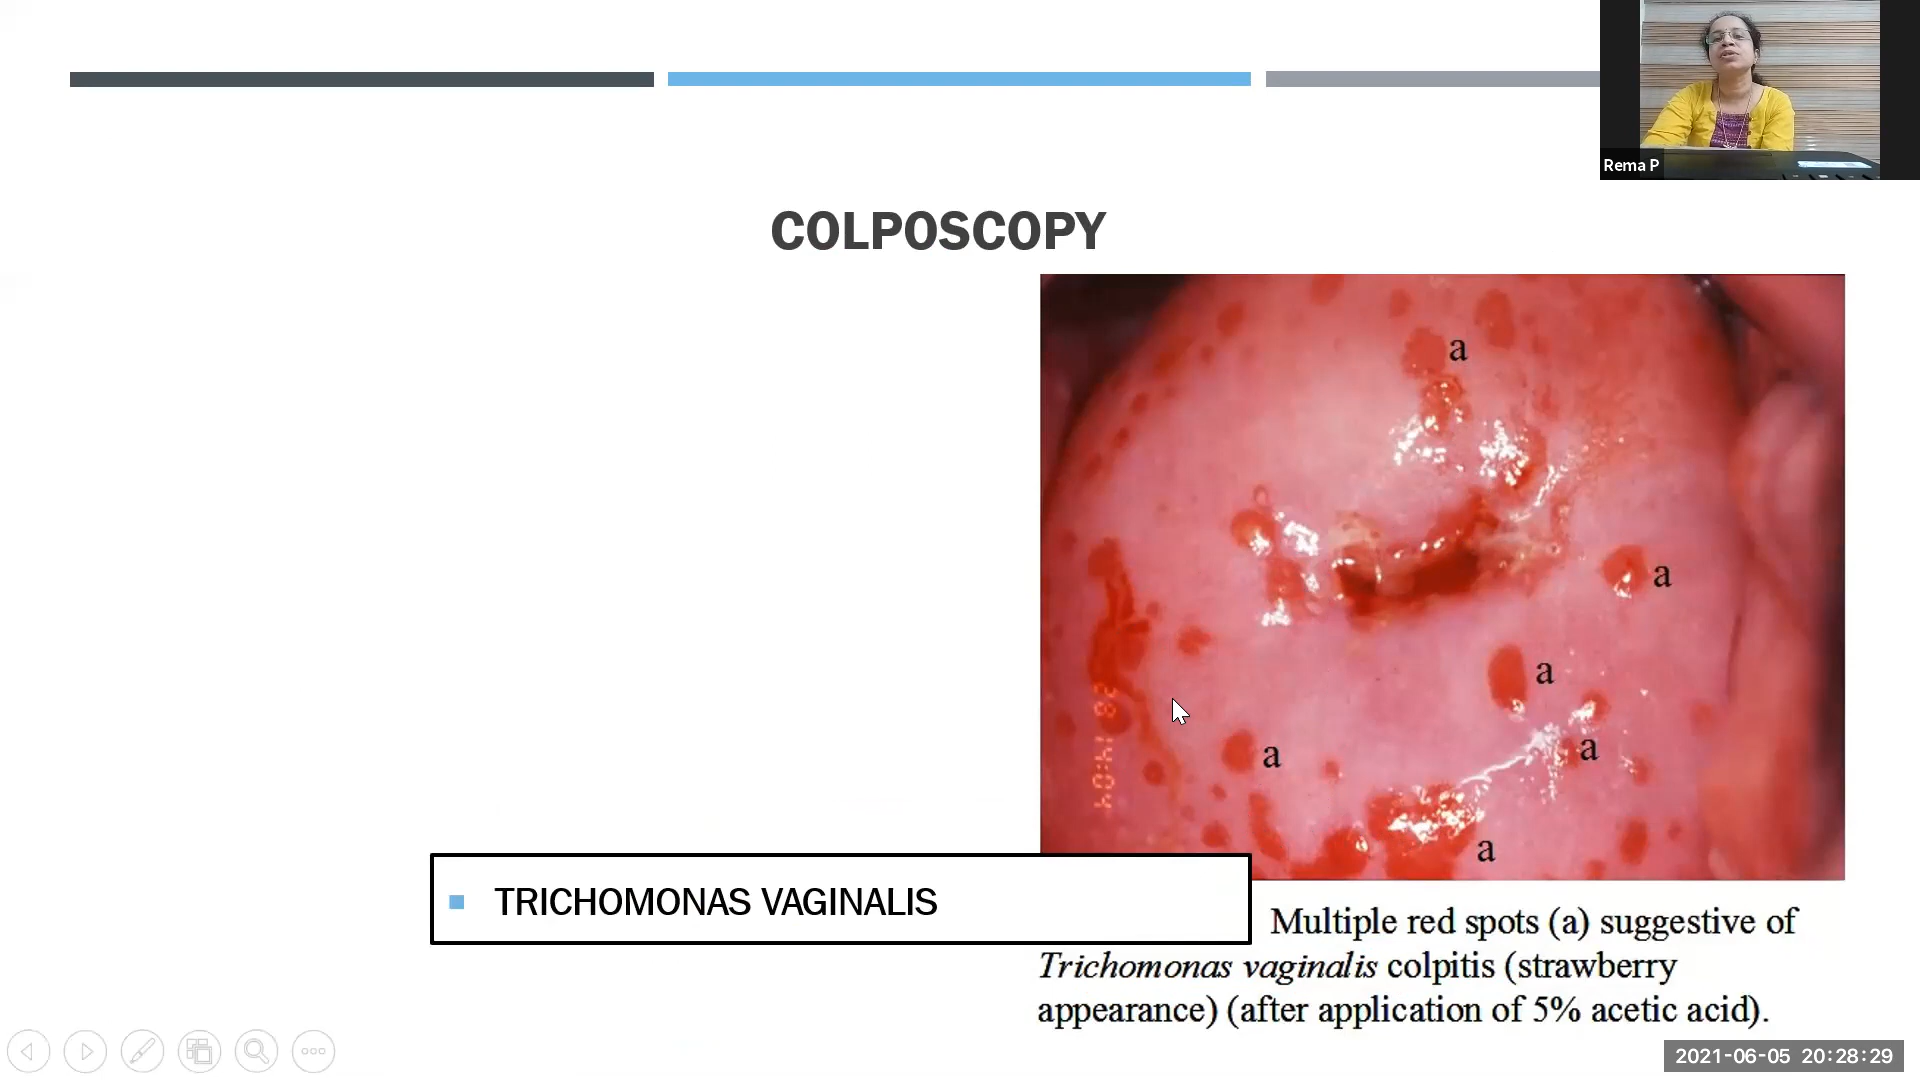 Rema P
COLPOSCOPY
a
a
a
a
a
a
TRICHOMONAS VAGINALIS
Multiple red spots (a) suggestive of
Trichomonas vaginalis colpitis (strawberry
appearance) (after application of 5% acetic acid).
2021-06-05 20:28:29